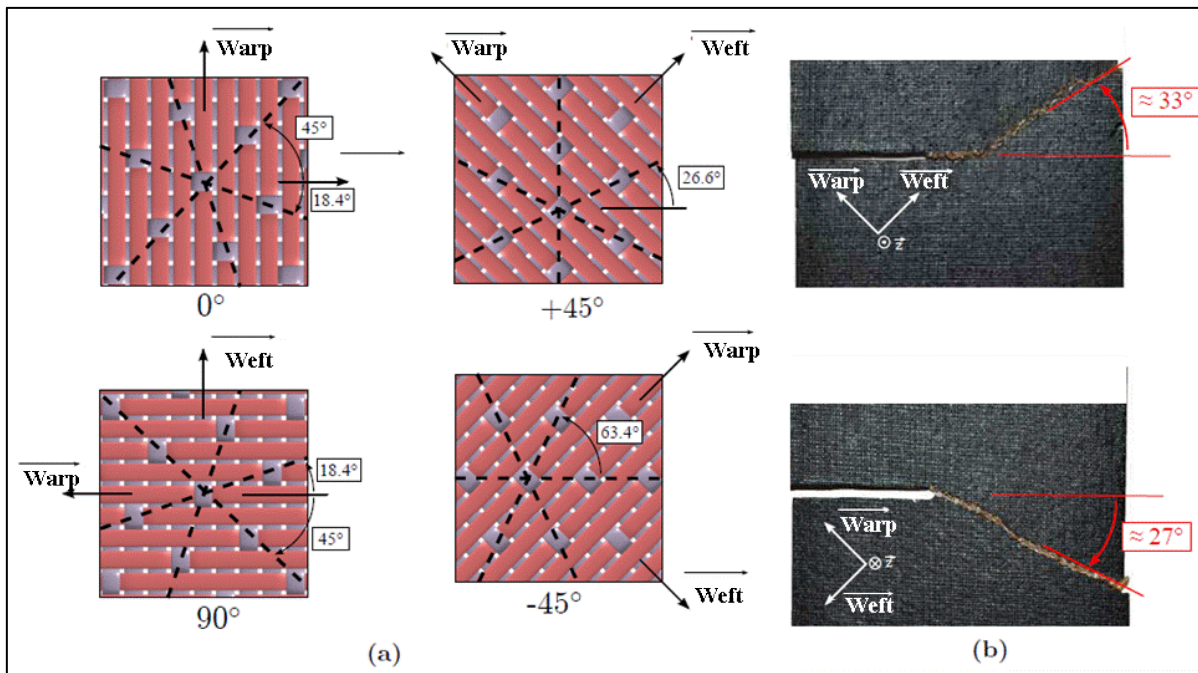 Warp
45°
18.4°
0°
Warp
Weft
26.6°
+45°
≈ 33°
Warp
Weft
z
Weft
Warp
18.4°
45°
90°
Warp
63.4°
Weft
-45°
≈ 27°
Warp
z
Weft
(a)
(b)